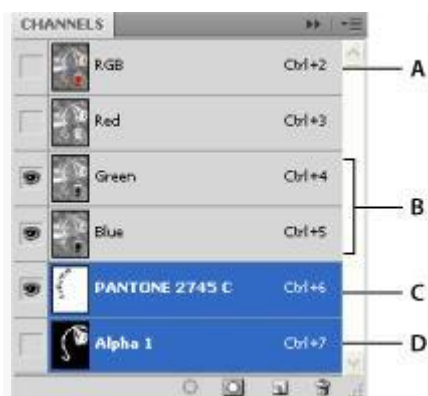 CHANNELS
RGB Ctrl+2 A
Red Ctrl+3
Green Ctrl+4
B
Blue Ctrl+5
PANTONE 2745 C Ctrl+6 C
Alpha 1 Ctrl+7 D